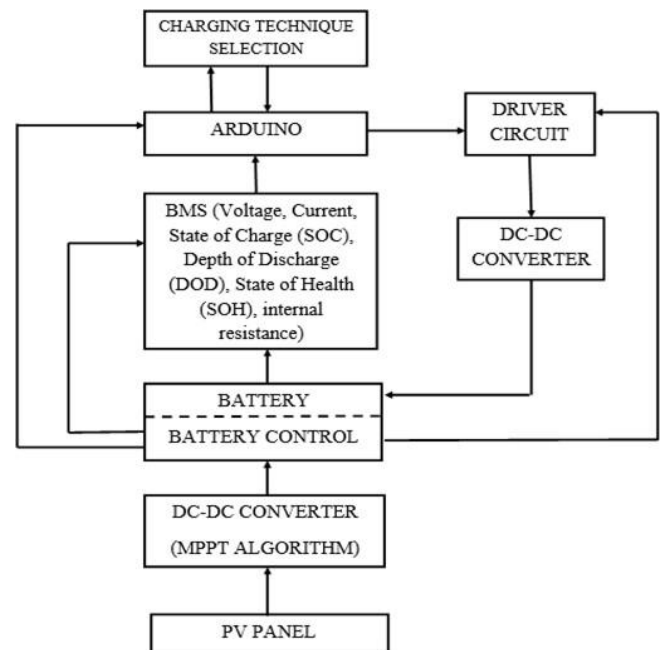 CHARGING TECHNIQUE
SELECTION
ARDUINO
DRIVER
CIRCUIT
BMS (Voltage, Current,
State of Charge (SOC),
Depth of Discharge
(DOD), State of Health
(SOH), internal
resistance)
DC-DC
CONVERTER
BATTERY
BATTERY CONTROL
DC-DC CONVERTER
(MPPT ALGORITHM)
PV PANEL